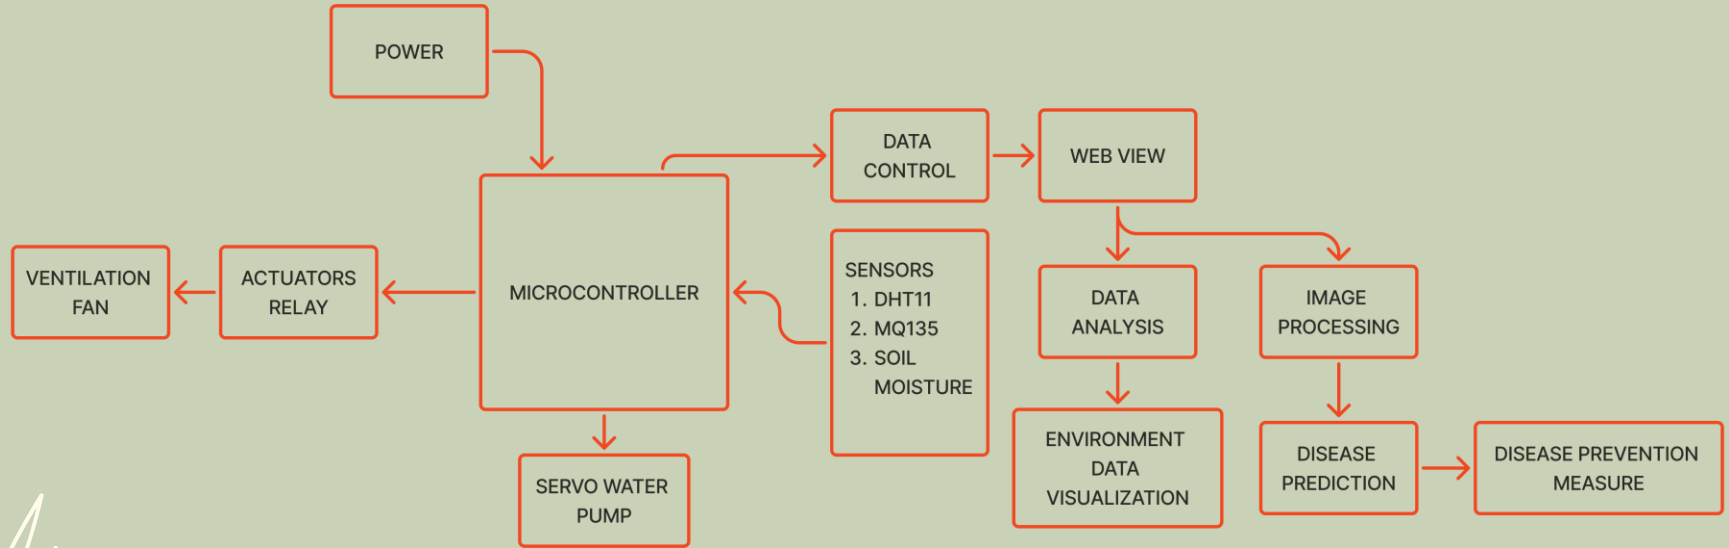 POWER
DATA
CONTROL
WEB VIEW
VENTILATION
FAN
ACTUATORS
RELAY
MICROCONTROLLER
SENSORS
1. DHT11
2. MQ135
3. SOIL
MOISTURE
DATA
ANALYSIS
IMAGE
PROCESSING
SERVO WATER
PUMP
ENVIRONMENT
DATA
VISUALIZATION
DISEASE
PREDICTION
DISEASE PREVENTION
MEASURE